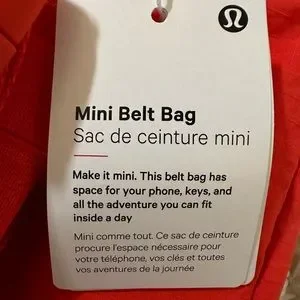 Mini Belt Bag
Sac de ceinture mini
Make it mini. This belt bag has
space for your phone, keys, and
all the adventure you can fit
inside a day
Mini comme tout. Ce sac de ceinture
procure l'espace nécessaire pour
votre téléphone, vos clés et toutes
vos aventures de la journée